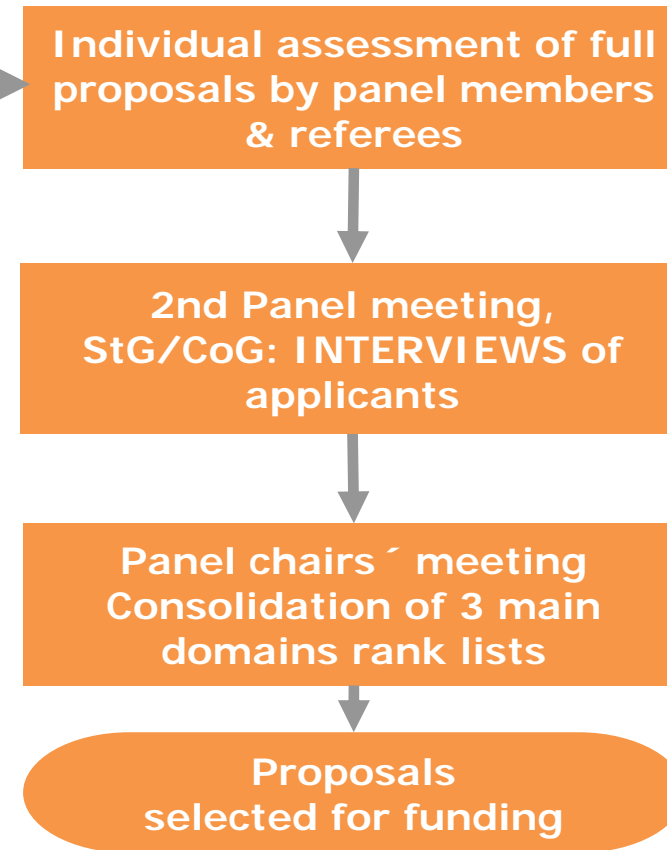 Individual assessment of full
proposals by panel members
& referees
2nd Panel meeting,
StG/CoG: INTERVIEWS of
applicants
Panel chairs ´ meeting
Consolidation of 3 main
domains rank lists
Proposals
selected for funding